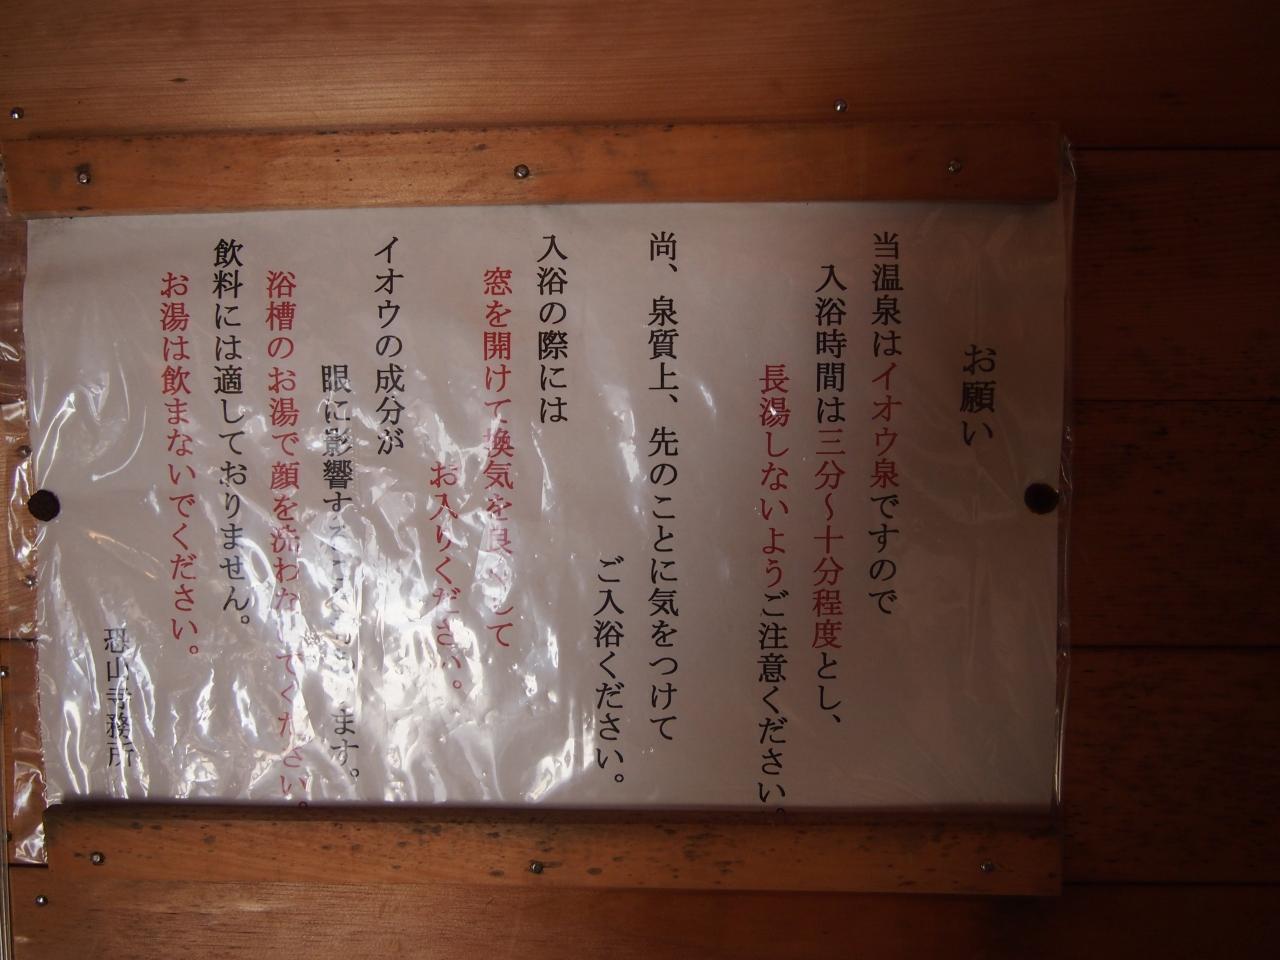 お願い
当温泉はイオウ泉ですので
入浴時間は三分～十分程度とし、
長湯しないようご注意ください。
尚、泉質上、先のことに気をつけて
ご入浴ください。
入浴の際には
窓を開けて換気を良くして
お入りください。
イオウの成分が
眼に影響することがあります。
浴槽のお湯で顔を洗わないでください。
飲料には適しておりません。
お湯は飲まないでください。
恐山寺務所